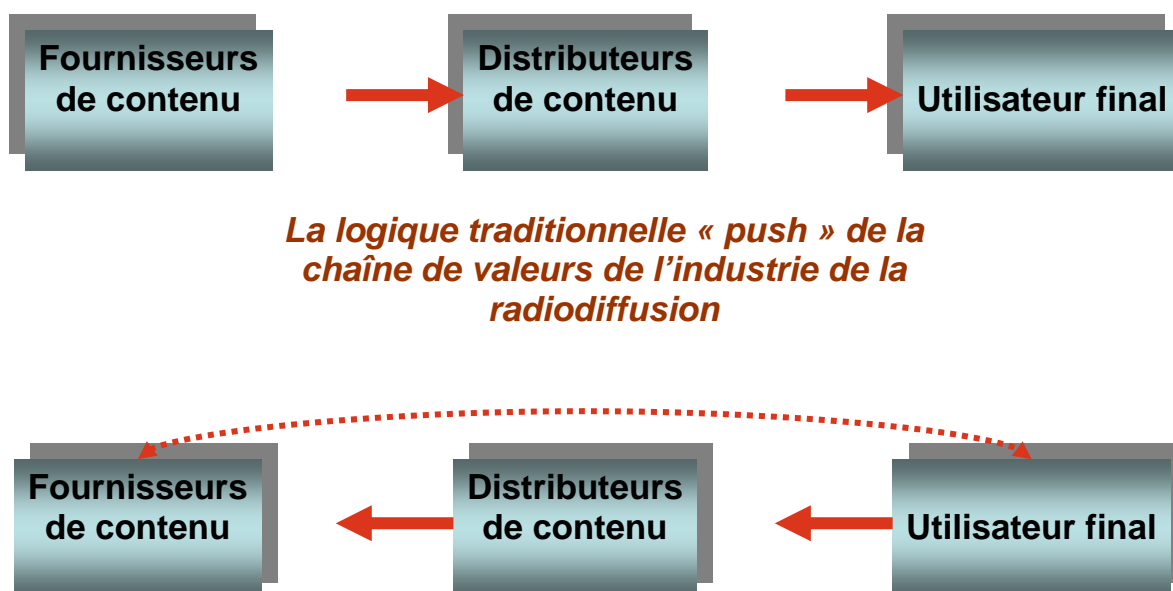 Fournisseurs
de contenu
Distributeurs
de contenu
Utilisateur final
La logique traditionnelle « push » de la
chaîne de valeurs de l’industrie de la
radiodiffusion
Fournisseurs
de contenu
Distributeurs
de contenu
Utilisateur final